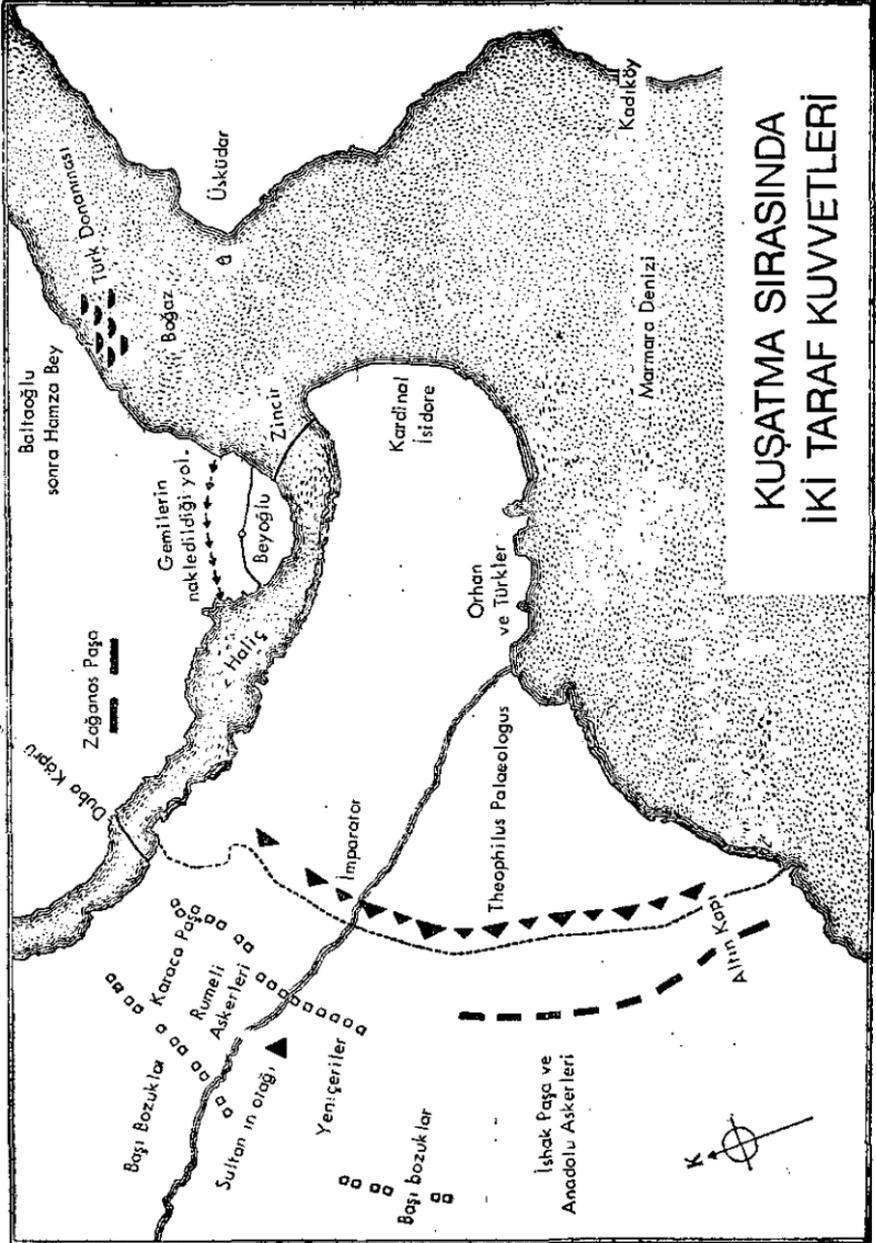 KUŞATMA SIRASINDA
İKİ TARAF KUVVETLERİ
Baltaoğlu
sonra Hamza Bey
Türk Donanması
Boğaz
Üsküdar
Kadıköy
Marmara Denizi
Zincir
Kardinal
İsidore
Gemilerin
nakledildiği yol.
Beyoğlu
Haliç
Zağanos Paşa
Duba Köprü
Orhan
ve Türkler
İmparator
Theophilus Palaeologus
Altın Kapı
Karaca Paşa
Rumeli
Askerleri
Başı Bozuklar
Sultan ın otağı
Yeniçeriler
Başı bozuklar
İshak Paşa ve
Anadolu Askerleri
K